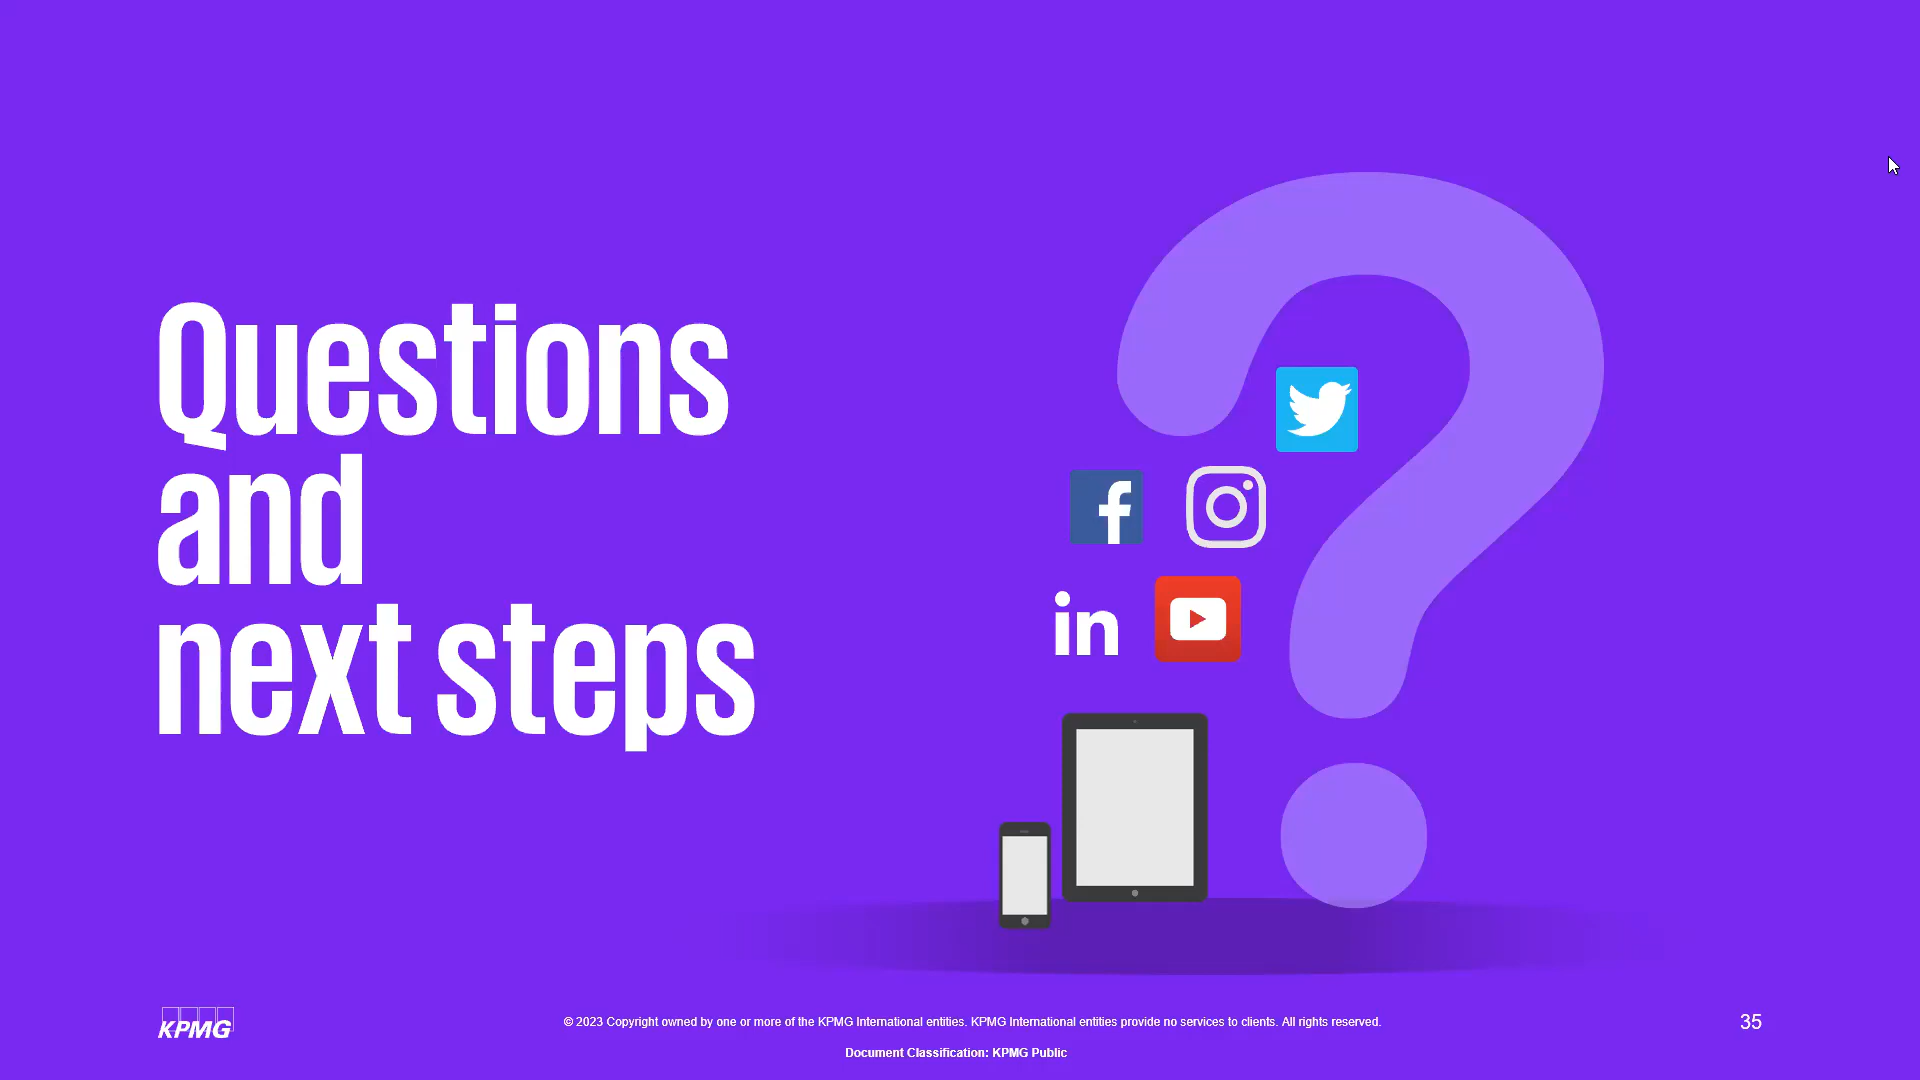 Questions
and
next steps
in
KPMG
© 2023 Copyright owned by one or more of the KPMG International entities. KPMG International entities provide no services to clients. All rights reserved.
35
Document Classification: KPMG Public